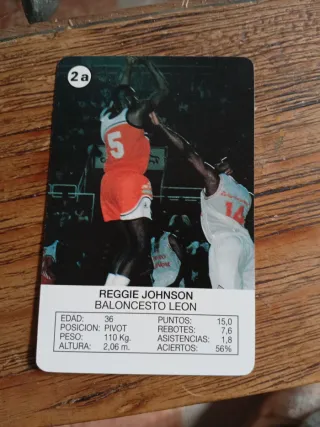 2a
5
14
REGGIE JOHNSON
BALONCESTO LEON
EDAD: 36 PUNTOS: 15,0
POSICION: PIVOT REBOTES: 7,6
PESO: 110 Kg. ASISTENCIAS: 1,8
ALTURA: 2,06 m. ACIERTOS: 56%